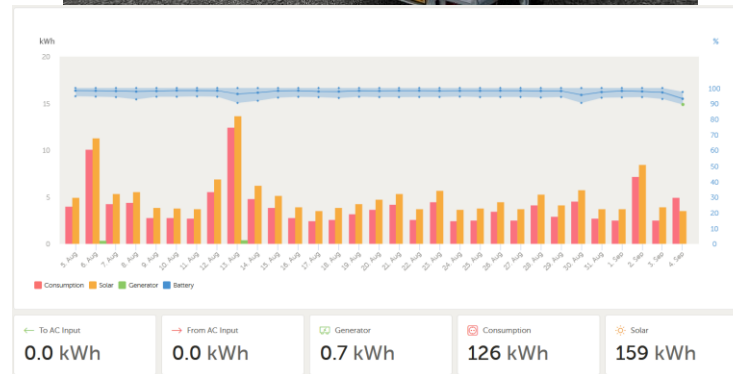 kWh %
20
15
10
5
0
100
90
80
70
60
50
40
30
20
10
0
5. Aug 6. Aug 7. Aug 8. Aug 9. Aug 10. Aug 11. Aug 12. Aug 13. Aug 14. Aug 15. Aug 16. Aug 17. Aug 18. Aug 19. Aug 20. Aug 21. Aug 22. Aug 23. Aug 24. Aug 25. Aug 26. Aug 27. Aug 28. Aug 29. Aug 30. Aug 31. Aug 1. Sep 2. Sep 3. Sep 4. Sep
Consumption Solar Generator Battery
← To AC Input
0.0 kWh
→ From AC Input
0.0 kWh
Generator
0.7 kWh
Consumption
126 kWh
Solar
159 kWh